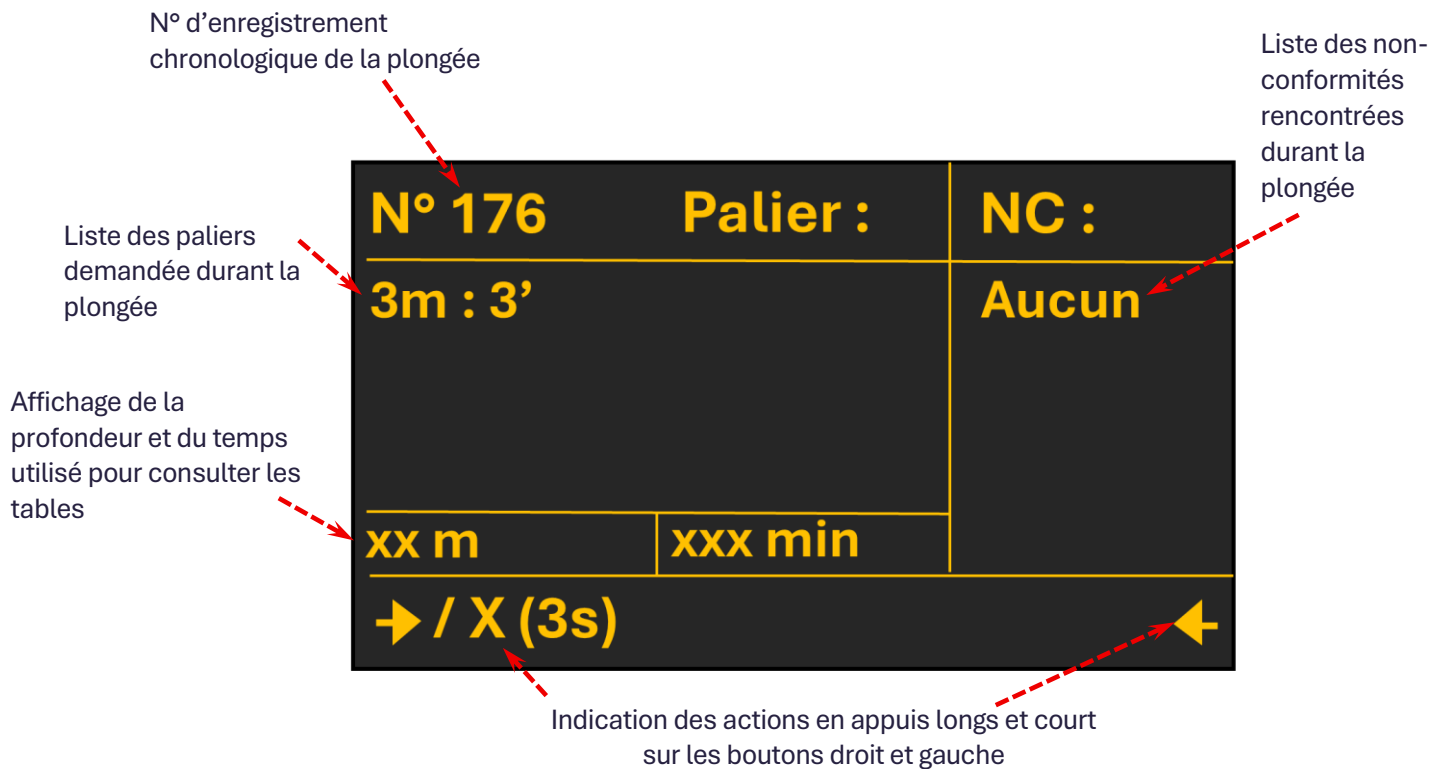 N° d’enregistrement
chronologique de la plongée
Liste des non-
conformités
rencontrées
durant la
plongée
N° 176
Palier :
NC :
Liste des paliers
demandée durant la
plongée
3m : 3’
Aucun
Affichage de la
profondeur et du temps
utilisé pour consulter les
tables
xx m
xxx min
/ X (3s)
Indication des actions en appuis longs et court
sur les boutons droit et gauche